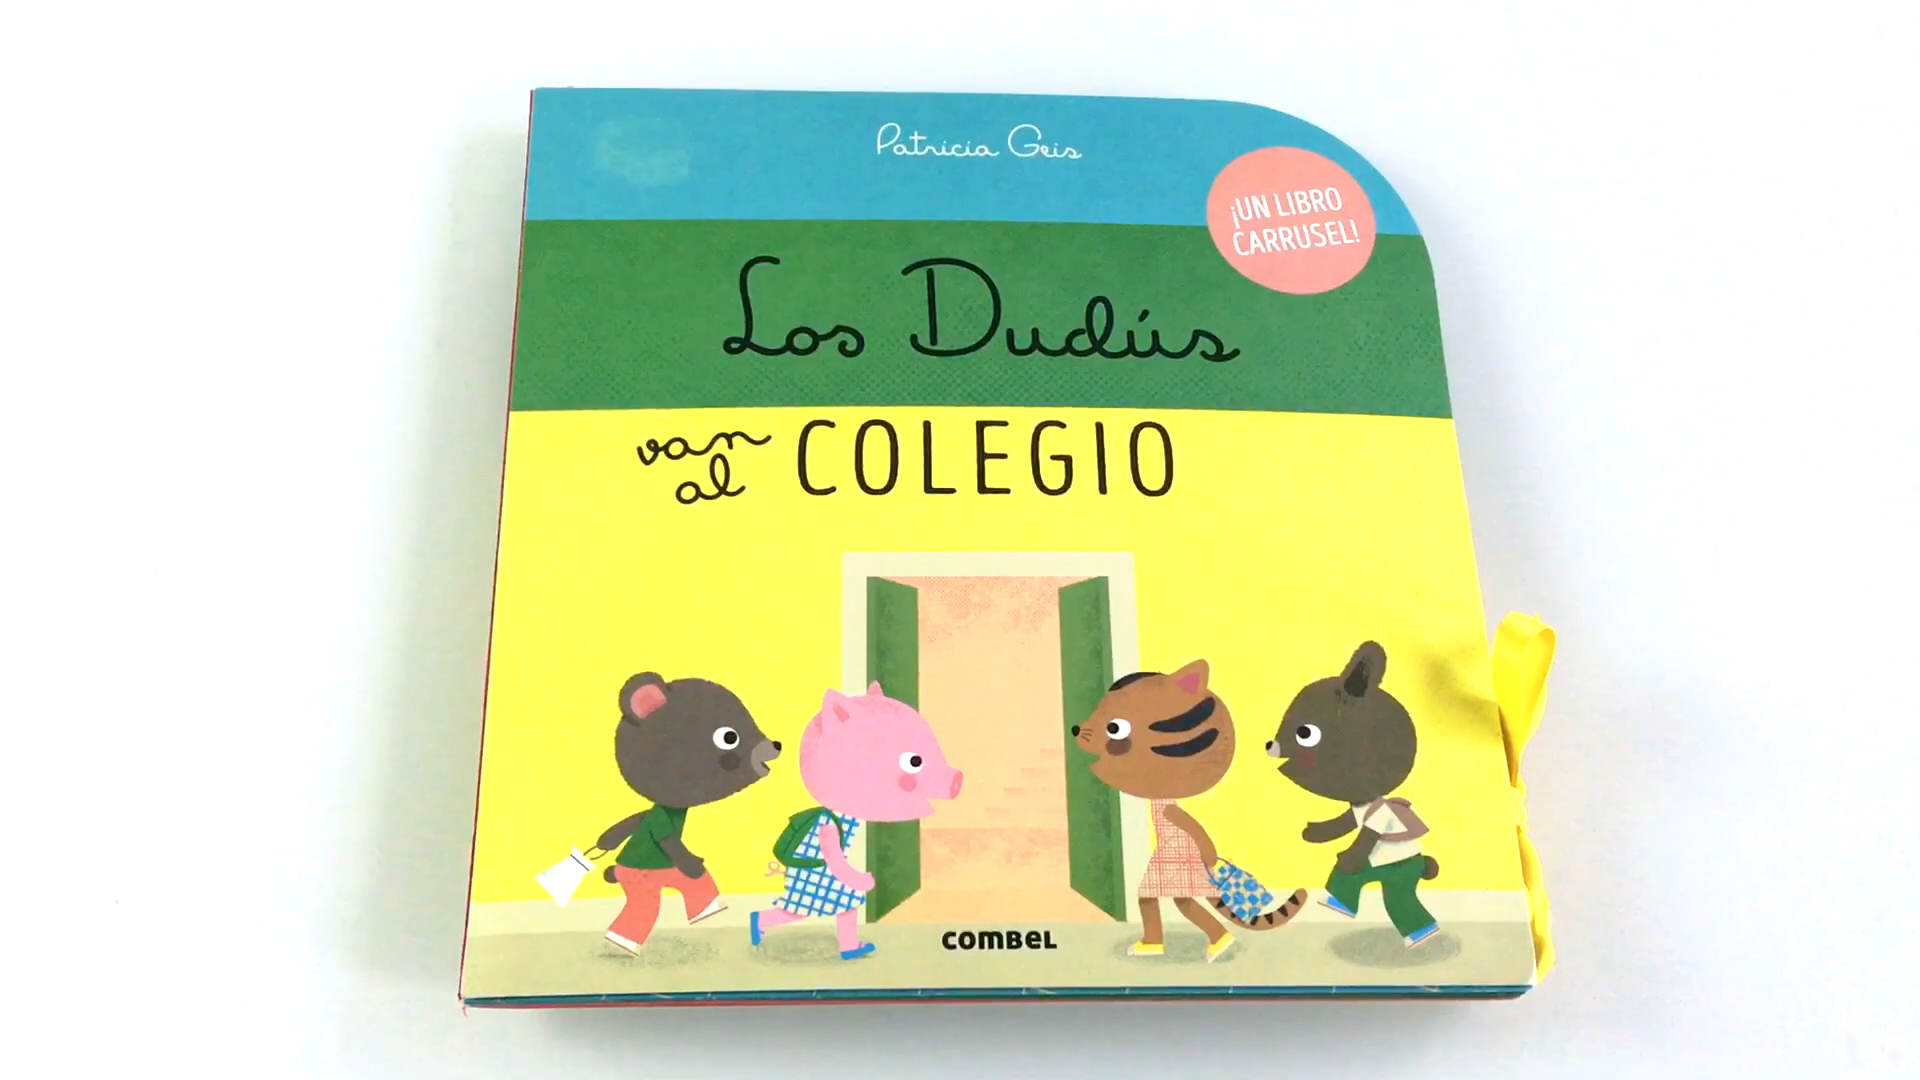 Patricia Geis
¡UN LIBRO
CARRUSEL!
Los Dudús
van
al COLEGIO
COMBEL